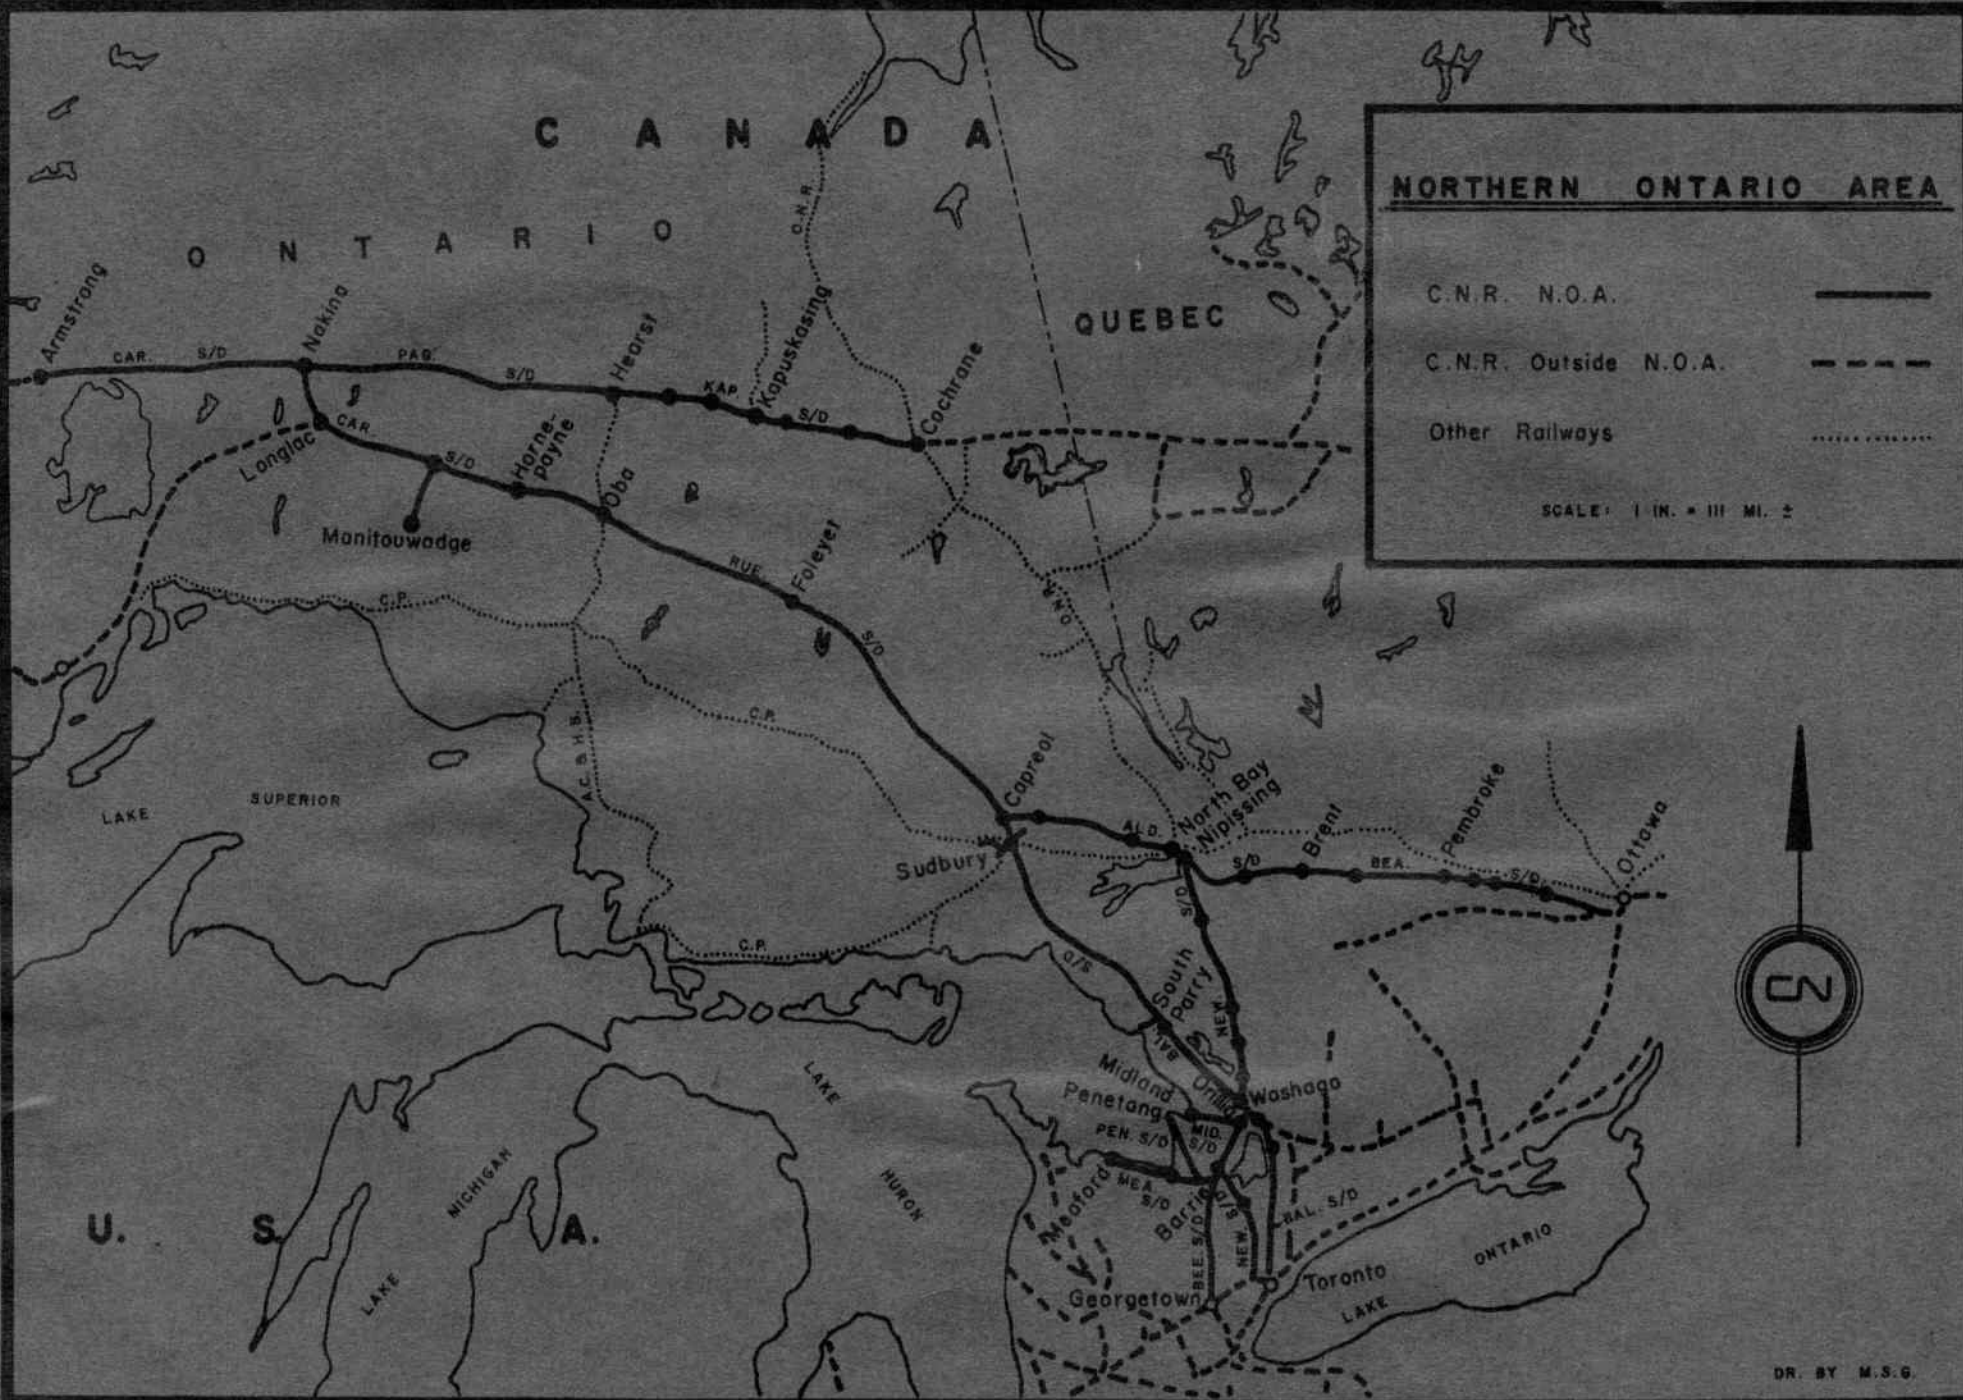 CANADA
ONTARIO
QUEBEC
NORTHERN ONTARIO AREA
C.N.R. N.O.A.
C.N.R. Outside N.O.A.
Other Railways
SCALE: 1 IN. = 111 MI. ±
O.N.R.
Armstrong
CAR. S/D
Nakina
PAG. S/D
Hearst
KAP. S/D
Kapuskasing
Cochrane
Longlac
CAR. S/D
Horne-
payne
Oba
Manitouwadge
RUE. S/D
Foleyet
C.P.
O.N.R.
C.P.
A.C. & H.B.
LAKE SUPERIOR
Capreol
Sudbury
ALD. S/D
North Bay
Nipissing
Brent
BEA. S/D
Pembroke
Ottawa
C.P.
S/D
S/D
South
Parry
BAL.
NEW.
CN
Midland
Penetang
Orillia
Washago
PEN. S/D
MID.
S/D
MEA.
S/D
Meaford
Barrie
S/D
BEE. S/D
NEW.
BAL. S/D
Georgetown
Toronto
LAKE ONTARIO
LAKE HURON
LAKE MICHIGAN
U. S. A.
DR. BY M.S.G.